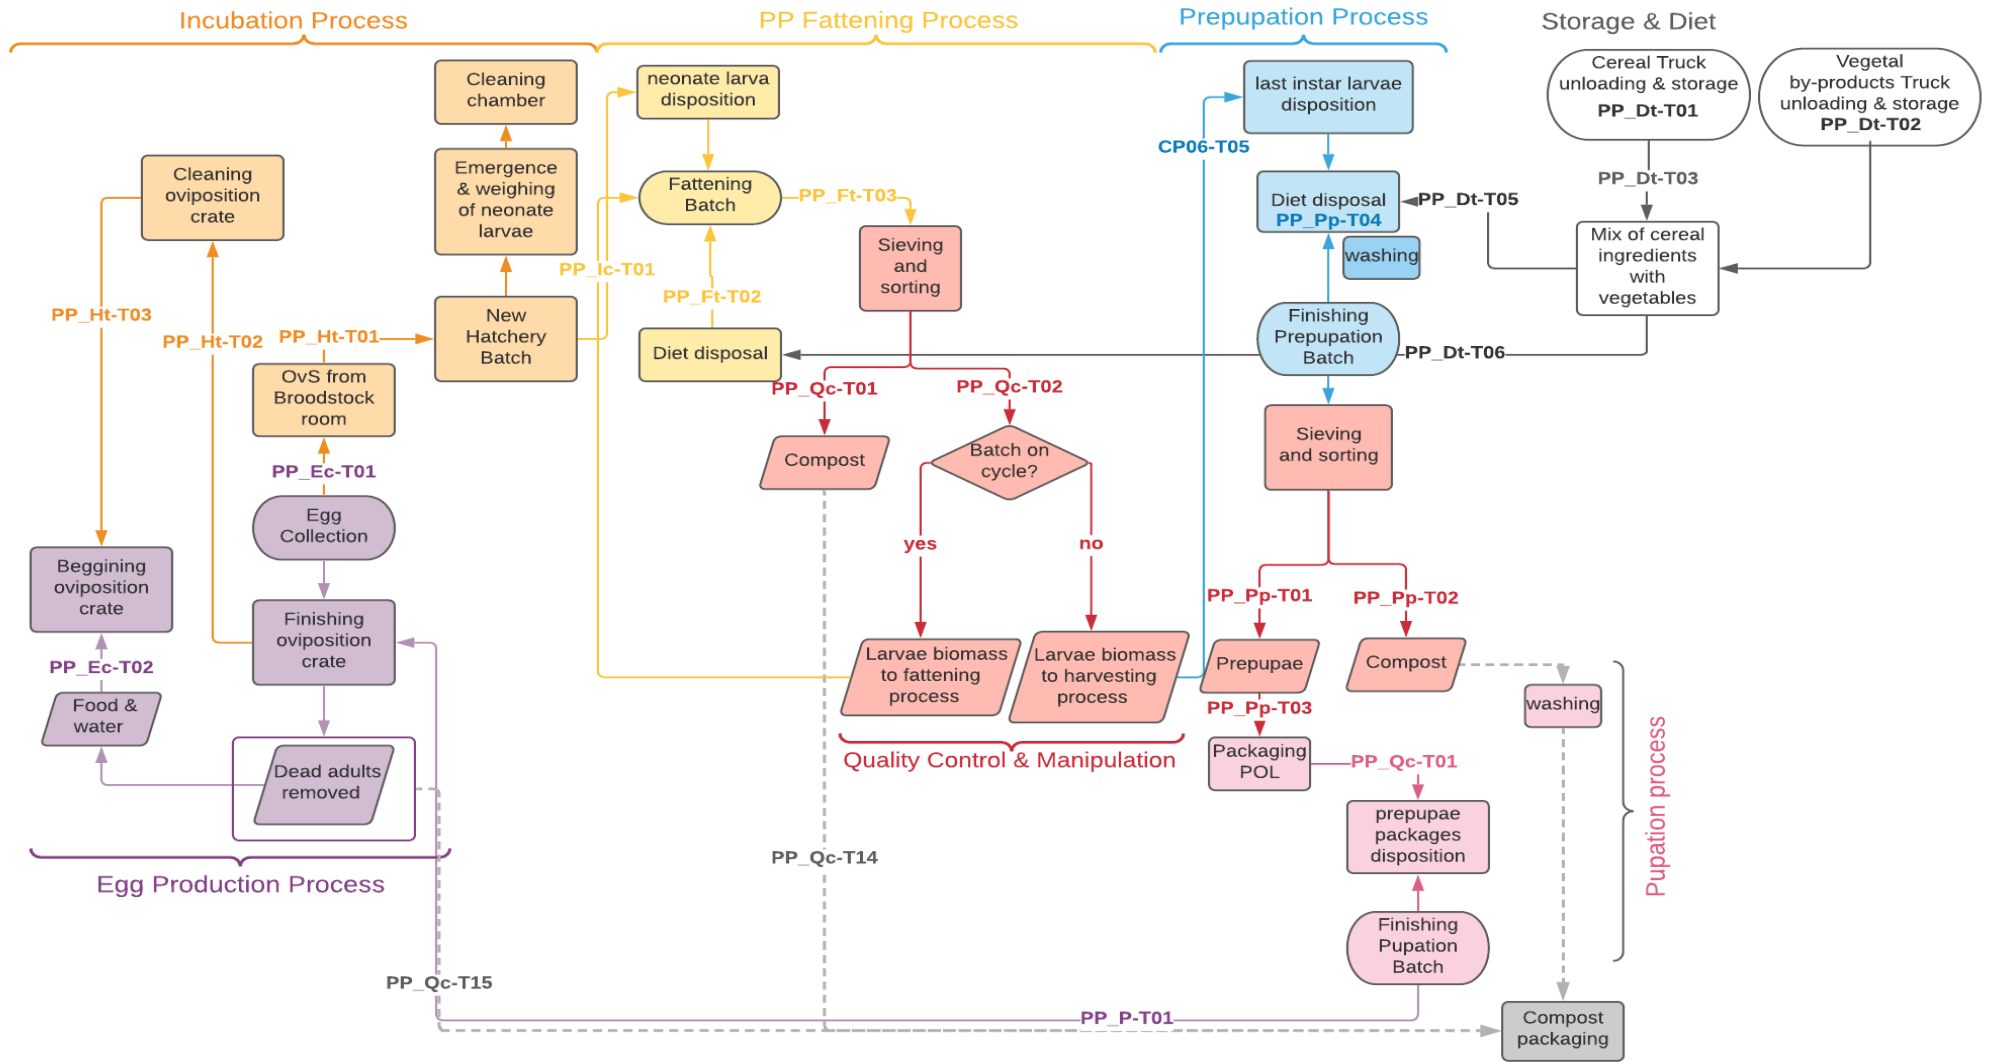 Incubation Process
PP Fattening Process
Prepupation Process
Storage & Diet
Cleaning
chamber
Emergence
& weighing
of neonate
larvae
New
Hatchery
Batch
Cleaning
oviposition
crate
PP_Ht-T03
PP_Ht-T02
PP_Ht-T01
OvS from
Broodstock
room
PP_Ec-T01
Egg
Collection
Beggining
oviposition
crate
Finishing
oviposition
crate
PP_Ec-T02
Food &
water
Dead adults
removed
Egg Production Process
neonate larva
disposition
Fattening
Batch
PP_Ft-T03
PP_Ic-T01
PP_Ft-T02
Diet disposal
Sieving
and
sorting
PP_Qc-T01
PP_Qc-T02
Compost
Batch on
cycle?
yes
no
Larvae biomass
to fattening
process
Larvae biomass
to harvesting
process
Quality Control & Manipulation
PP_Qc-T14
PP_Qc-T15
PP_P-T01
last instar larvae
disposition
CP06-T05
Diet disposal
PP_Pp-T04
washing
Finishing
Prepupation
Batch
Sieving
and sorting
PP_Pp-T01
PP_Pp-T02
Prepupae
Compost
PP_Pp-T03
Packaging
POL
PP_Qc-T01
prepupae
packages
disposition
Finishing
Pupation
Batch
washing
Pupation process
Compost
packaging
Cereal Truck
unloading & storage
PP_Dt-T01
Vegetal
by-products Truck
unloading & storage
PP_Dt-T02
PP_Dt-T03
PP_Dt-T05
Mix of cereal
ingredients
with
vegetables
PP_Dt-T06